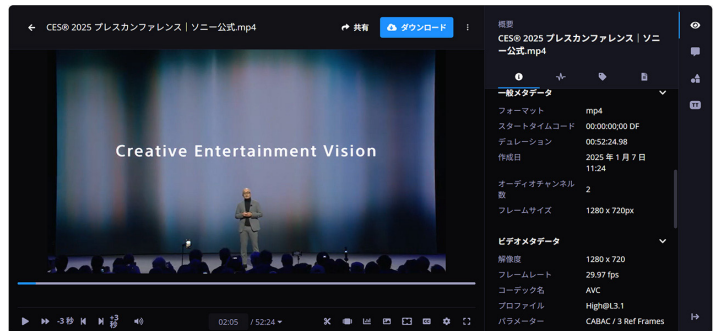 CES® 2025 プレスカンファレンス｜ソニー公式.mp4
共有
ダウンロード
Creative Entertainment Vision
-3 秒
+3
秒
02:05 / 52:24
概要
CES® 2025 プレスカンファレンス｜ソニ
ー公式.mp4
一般メタデータ
フォーマット mp4
スタートタイムコード 00:00:00;00 DF
デュレーション 00:52:24.98
作成日 2025 年 1 月 7 日
11:24
オーディオチャンネル
数 2
フレームサイズ 1280 x 720px
ビデオメタデータ
解像度 1280 x 720
フレームレート 29.97 fps
コーデック名 AVC
プロファイル High@L3.1
パラメーター CABAC / 3 Ref Frames
TT